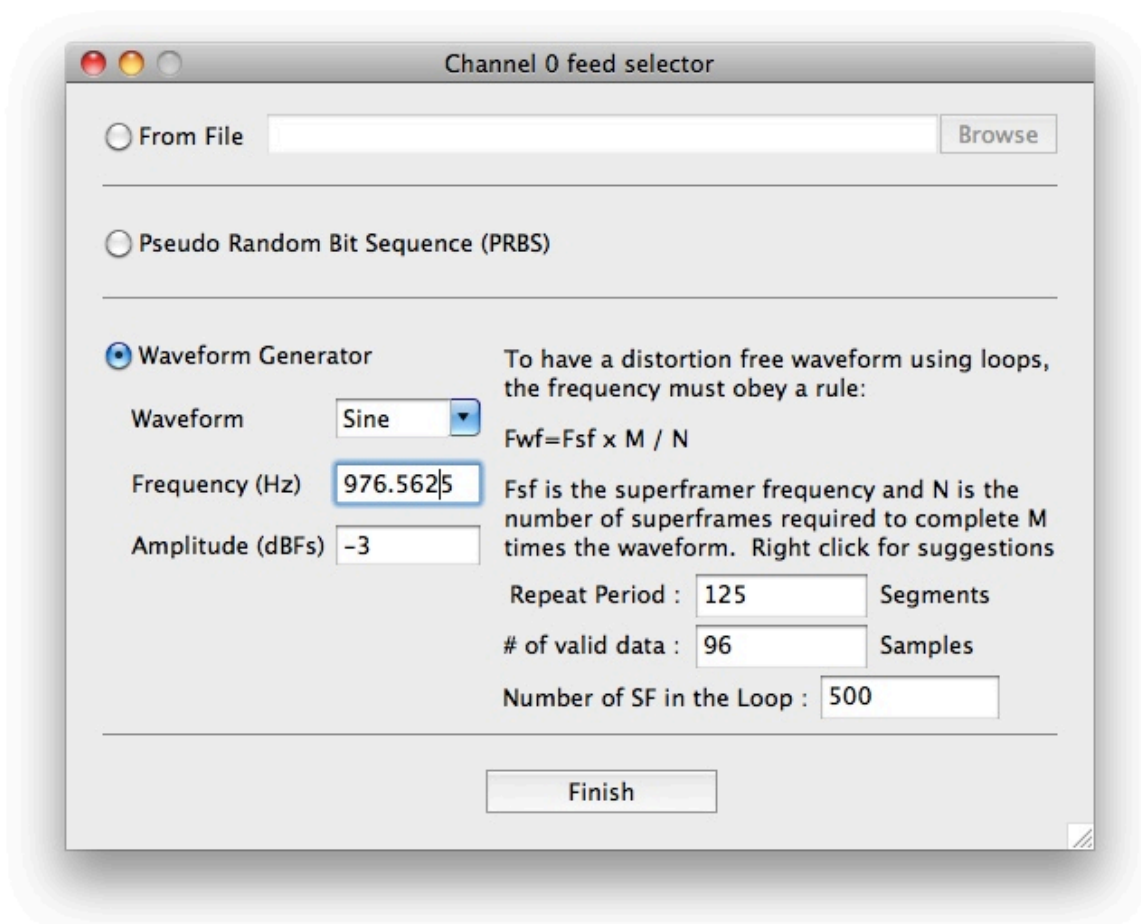 Channel 0 feed selector
From File
Browse
Pseudo Random Bit Sequence (PRBS)
Waveform Generator
Waveform
Sine
Frequency (Hz)
976.5625
Amplitude (dBFs)
-3
To have a distortion free waveform using loops,
the frequency must obey a rule:
Fwf=Fsf x M / N
Fsf is the superframer frequency and N is the
number of superframes required to complete M
times the waveform.  Right click for suggestions
Repeat Period : 125 Segments
# of valid data : 96 Samples
Number of SF in the Loop : 500
Finish